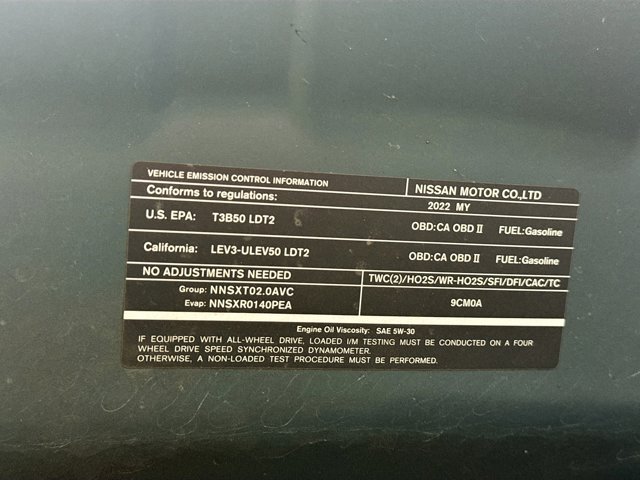 VEHICLE EMISSION CONTROL INFORMATION
NISSAN MOTOR CO.,LTD
Conforms to regulations:
2022 MY
U.S. EPA: T3B50 LDT2
OBD:CA OBD II FUEL:Gasoline
California: LEV3-ULEV50 LDT2
OBD:CA OBD II FUEL:Gasoline
NO ADJUSTMENTS NEEDED
TWC(2)/HO2S/WR-HO2S/SFI/DFI/CAC/TC
Group: NNSXT02.0AVC
Evap: NNSXR0140PEA
9CM0A
Engine Oil Viscosity: SAE 5W-30
IF EQUIPPED WITH ALL-WHEEL DRIVE, LOADED I/M TESTING MUST BE CONDUCTED ON A FOUR
WHEEL DRIVE SPEED SYNCHRONIZED DYNAMOMETER.
OTHERWISE, A NON-LOADED TEST PROCEDURE MUST BE PERFORMED.